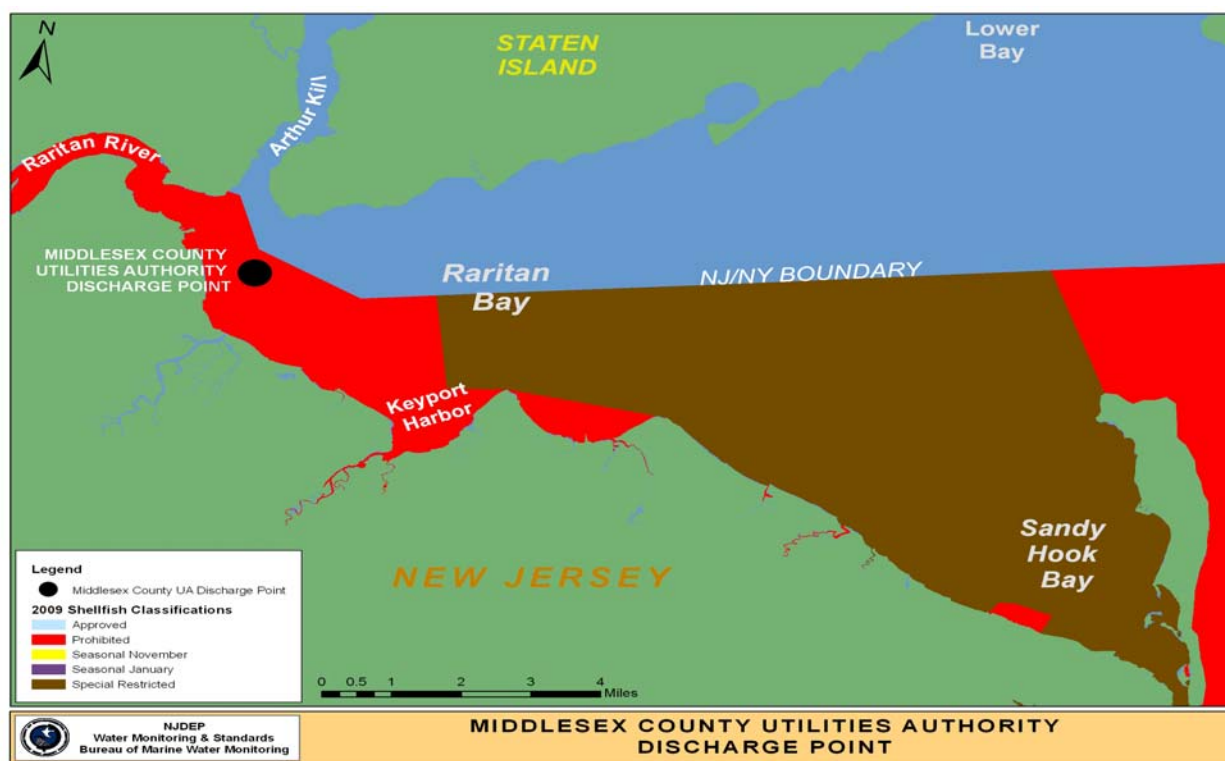 N
STATEN
ISLAND
Lower
Bay
Arthur Kill
Raritan River
MIDDLESEX COUNTY
UTILITIES AUTHORITY
DISCHARGE POINT
Raritan
Bay
NJ/NY BOUNDARY
Keyport
Harbor
Sandy
Hook
Bay
NEW JERSEY
Legend
Middlesex County UA Discharge Point
2009 Shellfish Classifications
Approved
Prohibited
Seasonal November
Seasonal January
Special Restricted
0 0.5 1 2 3 4
Miles
NJDEP
Water Monitoring & Standards
Bureau of Marine Water Monitoring
MIDDLESEX COUNTY UTILITIES AUTHORITY
DISCHARGE POINT